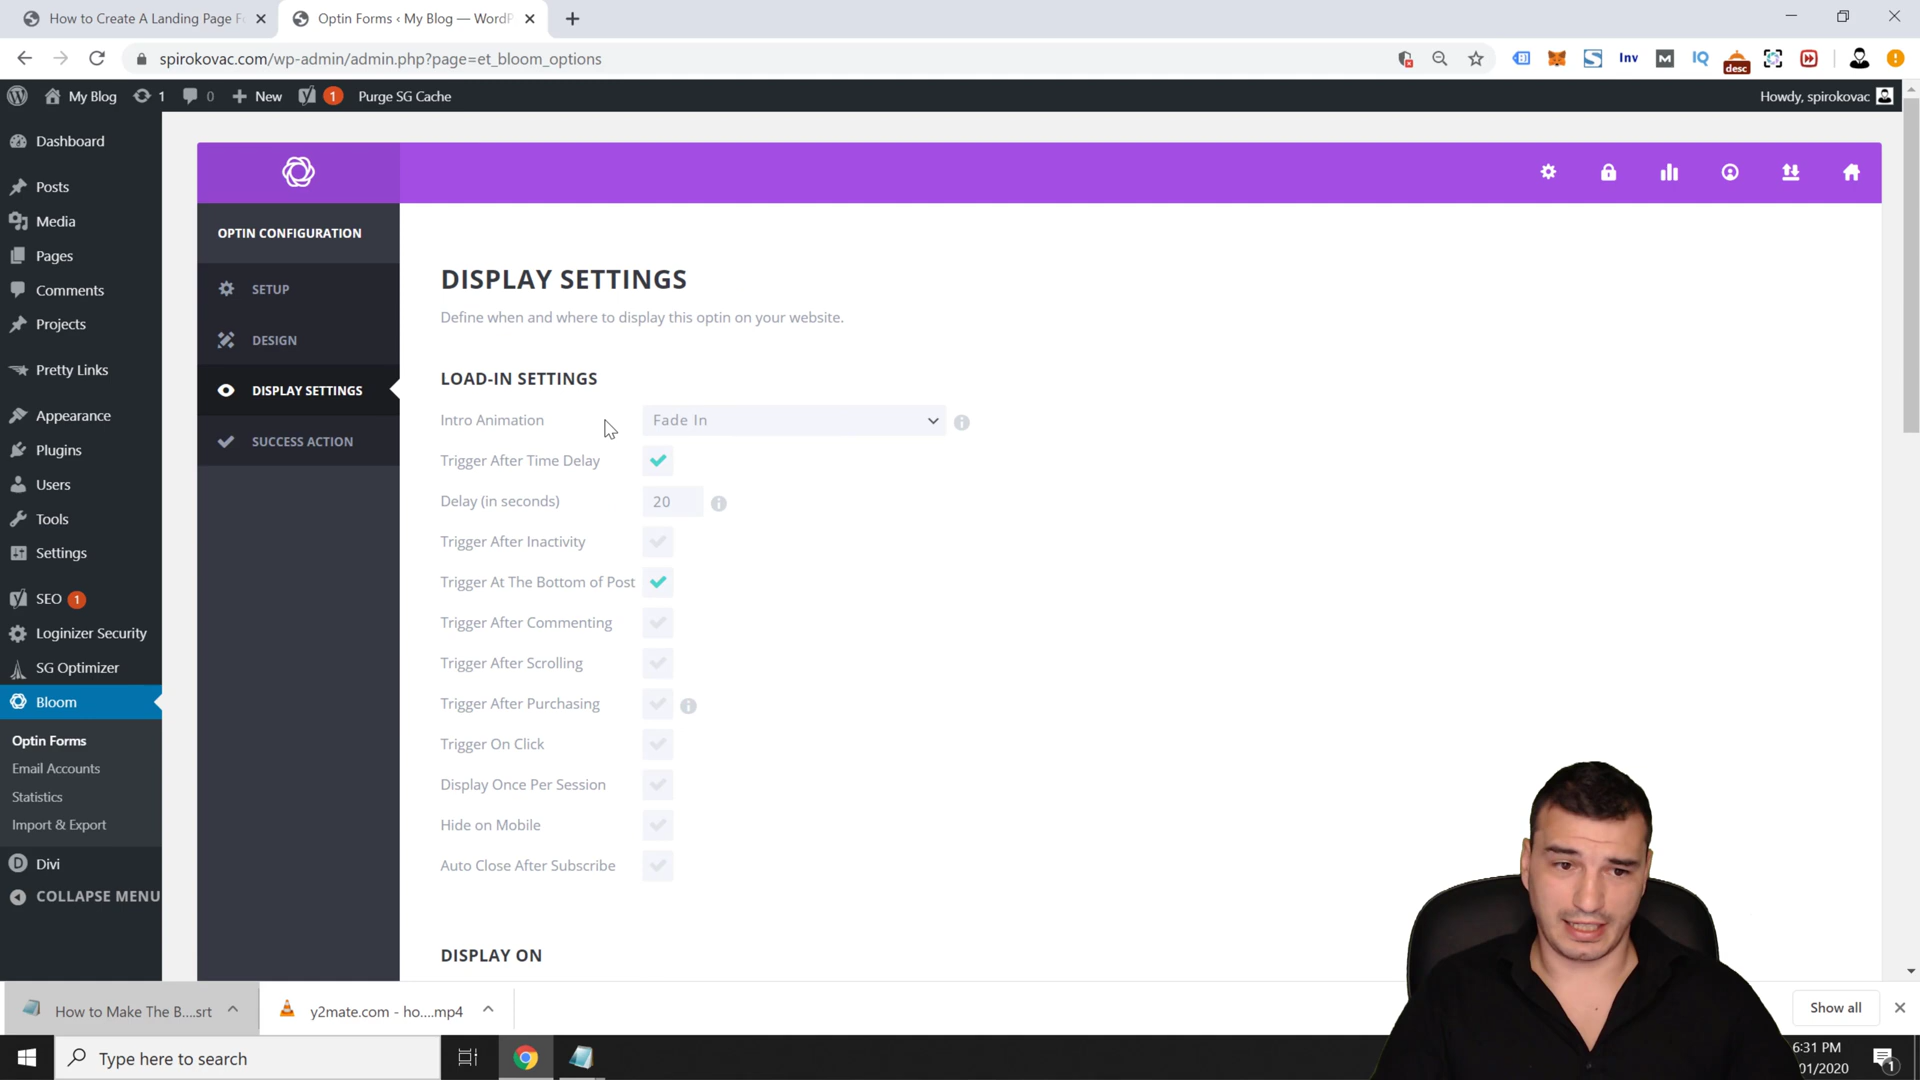 How to Create A Landing Page F
Optin Forms ‹ My Blog — WordP
spirokovac.com/wp-admin/admin.php?page=et_bloom_options
Inv
M
IQ
desc
My Blog
1
0
New
1
Purge SG Cache
Howdy, spirokovac
Dashboard
Posts
Media
Pages
Comments
Projects
Pretty Links
Appearance
Plugins
Users
Tools
Settings
SEO 1
Loginizer Security
SG Optimizer
Bloom
Optin Forms
Email Accounts
Statistics
Import & Export
Divi
COLLAPSE MENU
OPTIN CONFIGURATION
SETUP
DESIGN
DISPLAY SETTINGS
SUCCESS ACTION
DISPLAY SETTINGS
Define when and where to display this optin on your website.
LOAD-IN SETTINGS
Intro Animation Fade In
Trigger After Time Delay
Delay (in seconds) 20
Trigger After Inactivity
Trigger At The Bottom of Post
Trigger After Commenting
Trigger After Scrolling
Trigger After Purchasing
Trigger On Click
Display Once Per Session
Hide on Mobile
Auto Close After Subscribe
DISPLAY ON
How to Make The B....srt
y2mate.com - ho....mp4
Show all
Type here to search
6:31 PM
01/2020
1